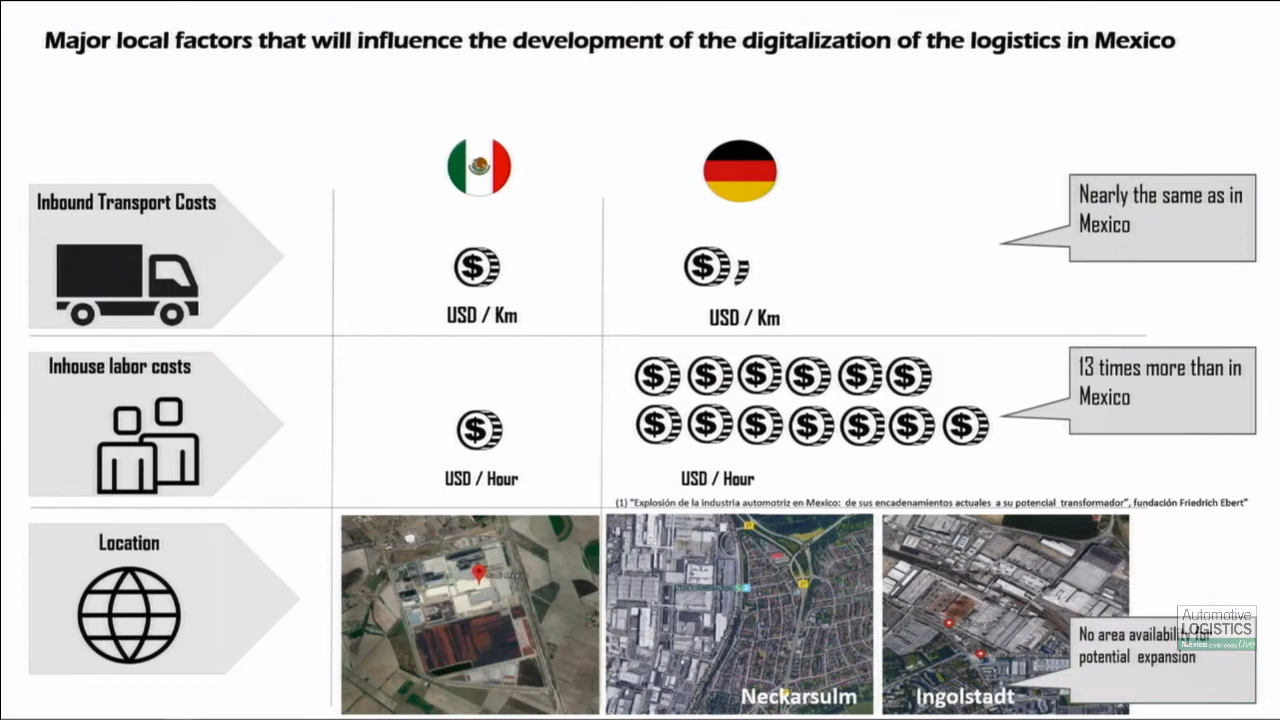 Major local factors that will influence the development of the digitalization of the logistics in Mexico
Inbound Transport Costs
USD / Km
USD / Km
Nearly the same as in
Mexico
Inhouse labor costs
USD / Hour
USD / Hour
13 times more than in
Mexico
(1) "Explosión de la industria automotriz en Mexico: de sus encadenamientos actuales a su potencial transformador", fundación Friedrich Ebert"
Location
Neckarsulm
Ingolstadt
No area availability for
potential expansion
Automotive
LOGISTICS
México conferencia Live